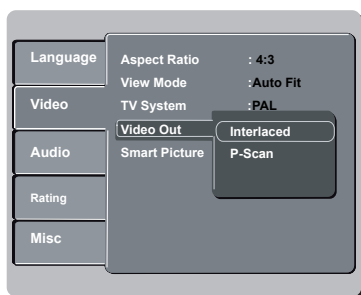 Language
Video
Audio
Rating
Misc
Aspect Ratio : 4:3
View Mode :Auto Fit
TV System :PAL
Video Out
Smart Picture
Interlaced
P-Scan